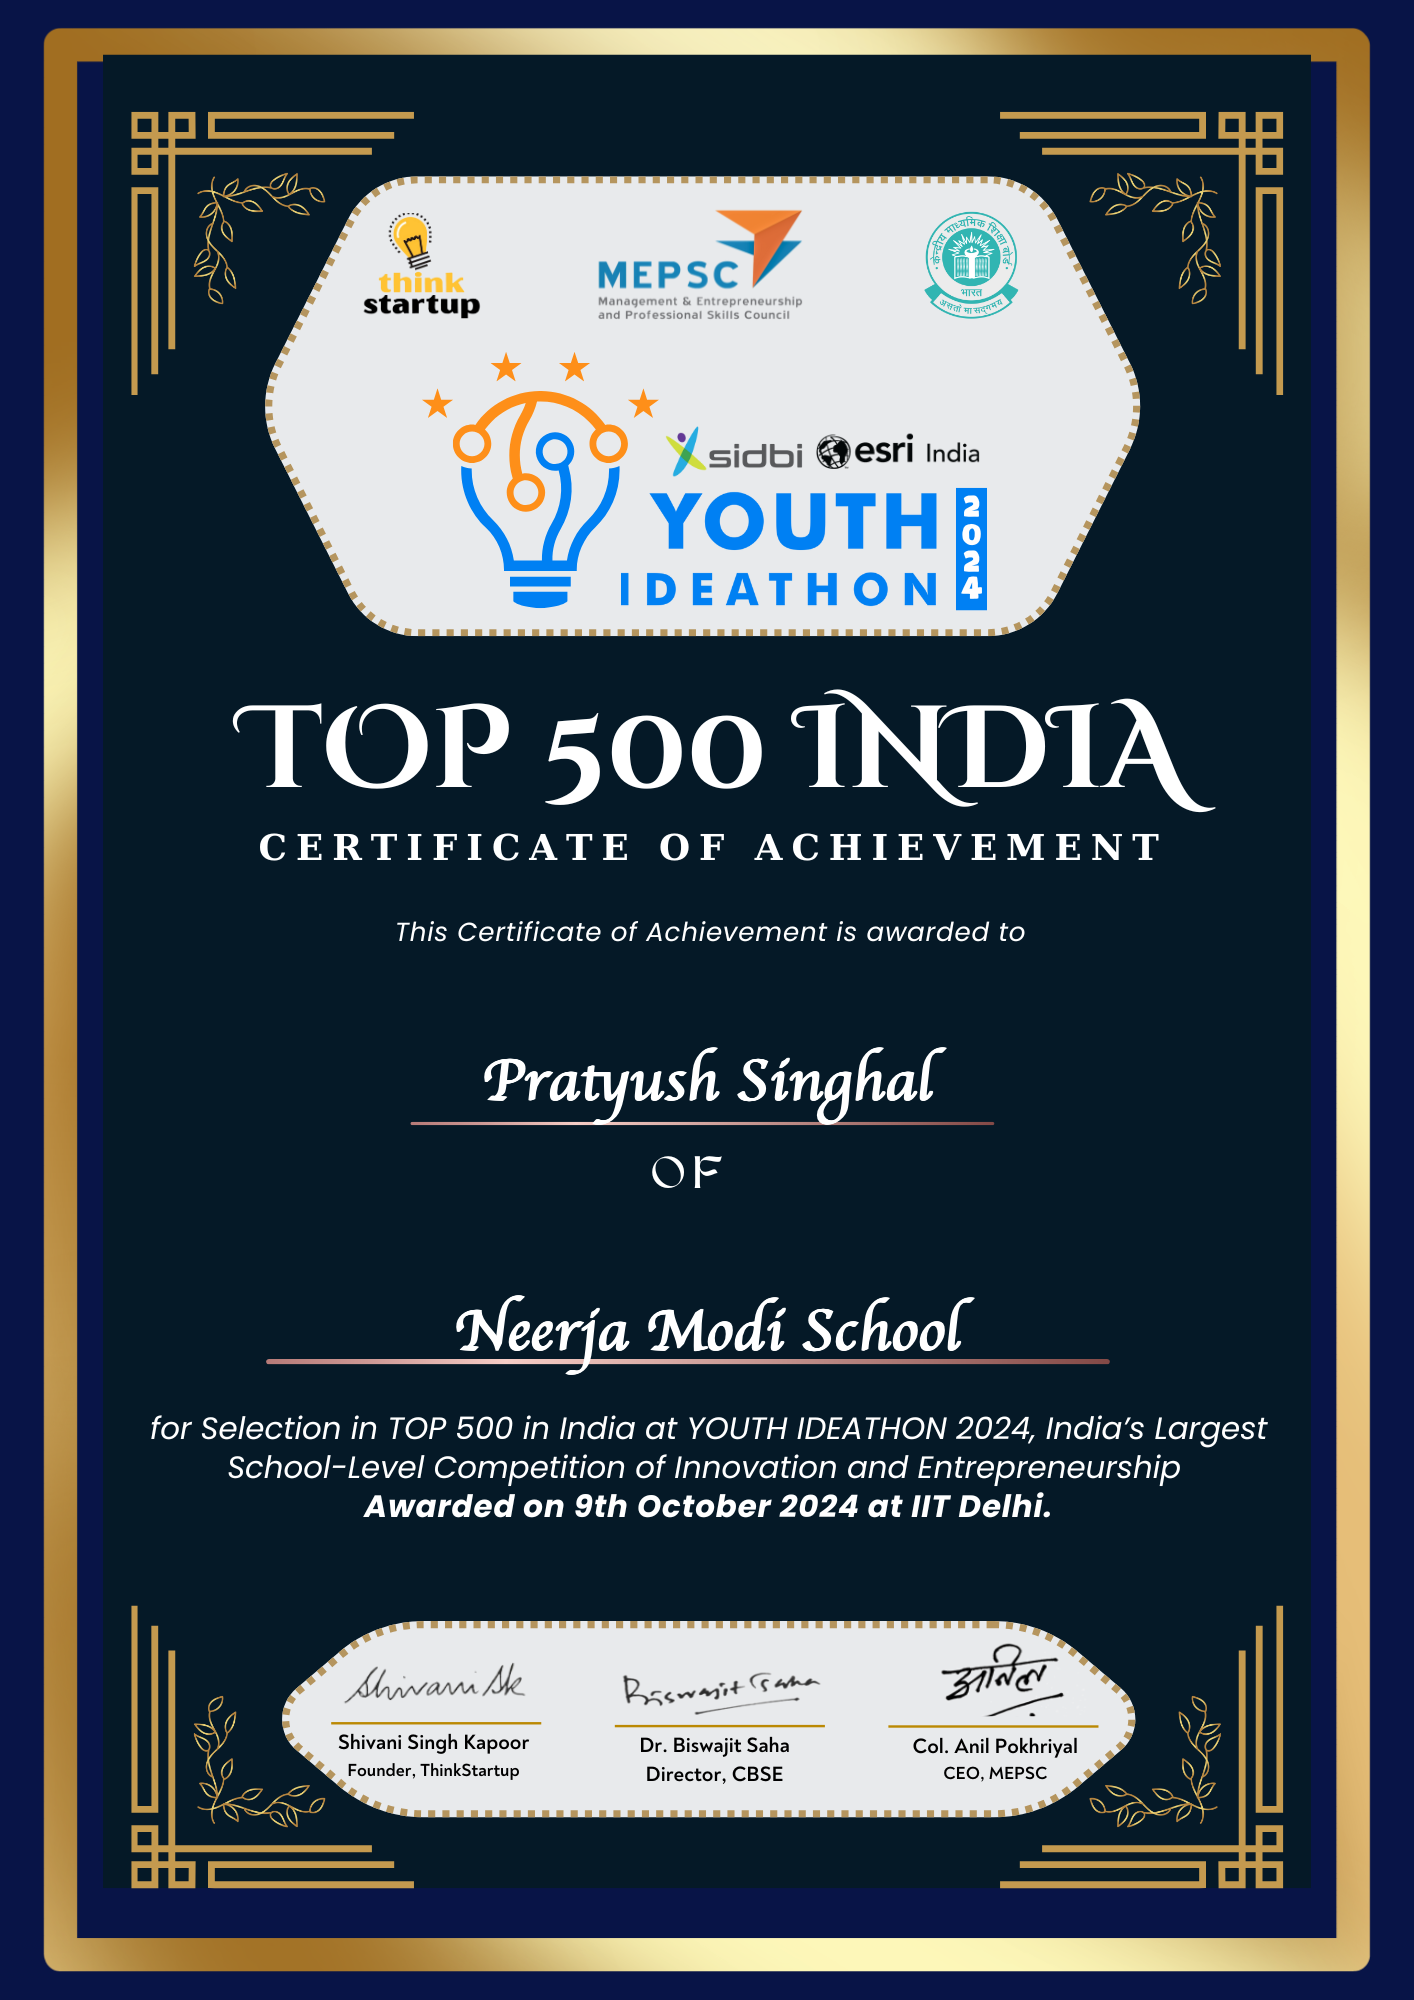 think
startup
MEPSC
Management & Entrepreneurship
and Professional Skills Council
केन्द्रीय माध्यमिक शिक्षा बोर्ड
भारत
असतो मा सद्गमय
sidbi
esri India
YOUTH
IDEATHON
2024
TOP 500 INDIA
CERTIFICATE OF ACHIEVEMENT
This Certificate of Achievement is awarded to
Pratyush Singhal
OF
Neerja Modi School
for Selection in TOP 500 in India at YOUTH IDEATHON 2024, India’s Largest
School-Level Competition of Innovation and Entrepreneurship
Awarded on 9th October 2024 at IIT Delhi.
Shivani Sk
Biswajit Saha
अनिल
Shivani Singh Kapoor
Founder, ThinkStartup
Dr. Biswajit Saha
Director, CBSE
Col. Anil Pokhriyal
CEO, MEPSC